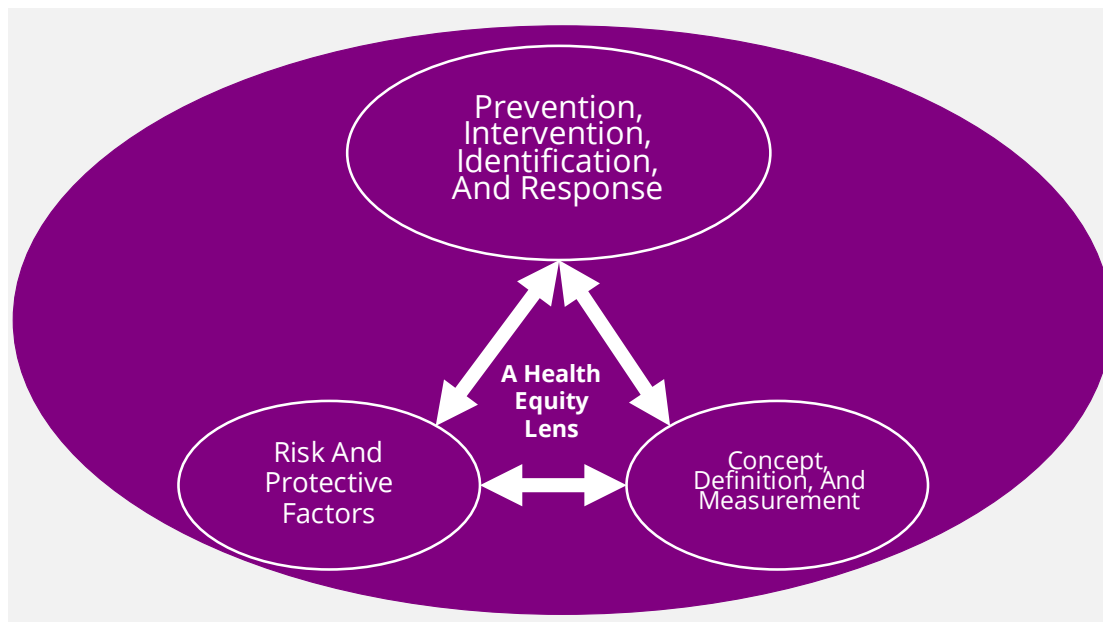 Prevention,
Intervention,
Identification,
And Response
A Health
Equity
Lens
Risk And
Protective
Factors
Concept,
Definition, And
Measurement